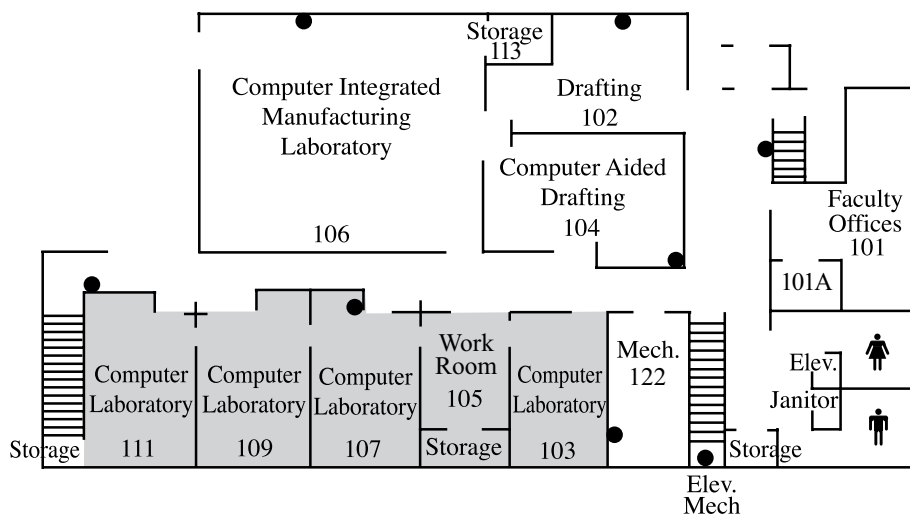 Storage
113
Computer Integrated
Manufacturing
Laboratory
Drafting
102
Computer Aided
Drafting
104
106
Faculty
Offices
101
101A
Work
Room
105
Mech.
122
Elev.
Computer
Laboratory
111
Computer
Laboratory
109
Computer
Laboratory
107
Computer
Laboratory
103
Janitor
Storage
Storage
Storage
Elev.
Mech